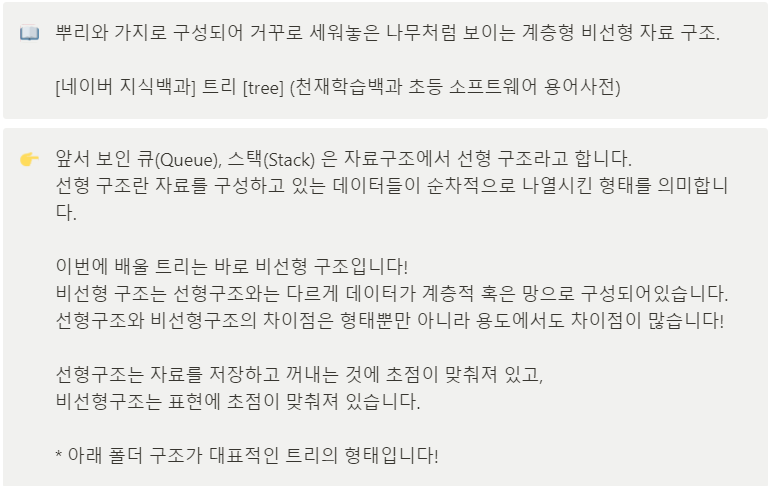 뿌리와 가지로 구성되어 거꾸로 세워놓은 나무처럼 보이는 계층형 비선형 자료 구조.
[네이버 지식백과] 트리 [tree] (천재학습백과 초등 소프트웨어 용어사전)
앞서 보인 큐(Queue), 스택(Stack) 은 자료구조에서 선형 구조라고 합니다.
선형 구조란 자료를 구성하고 있는 데이터들이 순차적으로 나열시킨 형태를 의미합니
다.
이번에 배울 트리는 바로 비선형 구조입니다!
비선형 구조는 선형구조와는 다르게 데이터가 계층적 혹은 망으로 구성되어있습니다.
선형구조와 비선형구조의 차이점은 형태뿐만 아니라 용도에서도 차이점이 많습니다!
선형구조는 자료를 저장하고 꺼내는 것에 초점이 맞춰져 있고,
비선형구조는 표현에 초점이 맞춰져 있습니다.
* 아래 폴더 구조가 대표적인 트리의 형태입니다!